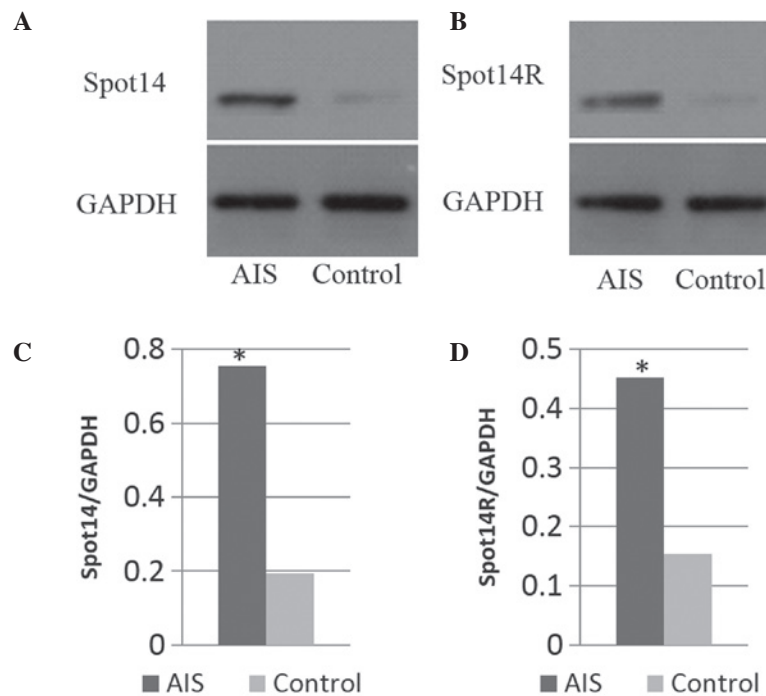 A
Spot14
GAPDH
AIS Control
B
Spot14R
GAPDH
AIS Control
C
Spot14/GAPDH
0.8
0.6
0.4
0.2
0
*
AIS Control
D
Spot14R/GAPDH
0.5
0.4
0.3
0.2
0.1
0
*
AIS Control